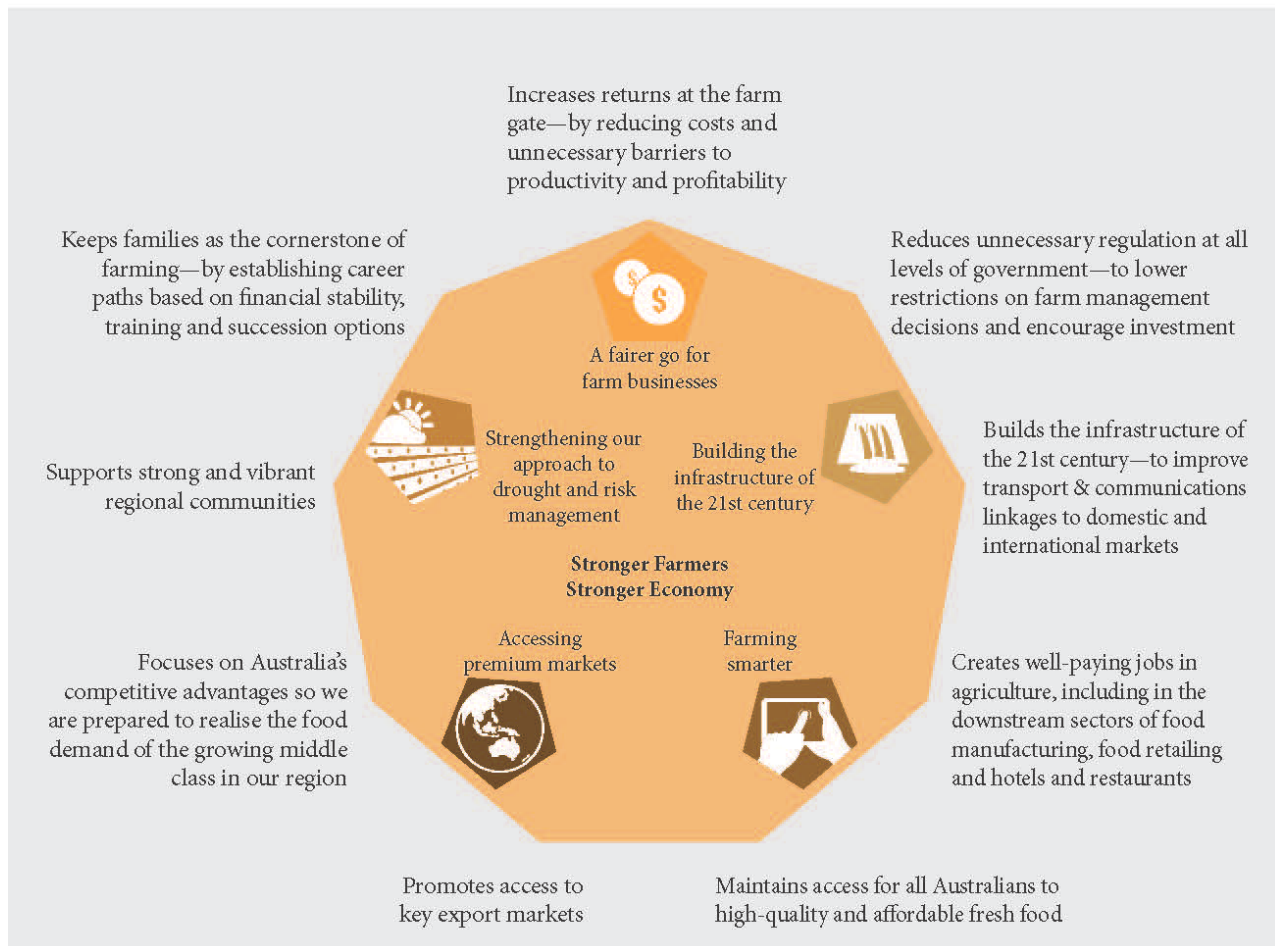 Increases returns at the farm
gate—by reducing costs and
unnecessary barriers to
productivity and profitability
Keeps families as the cornerstone of
farming—by establishing career
paths based on financial stability,
training and succession options
Reduces unnecessary regulation at all
levels of government—to lower
restrictions on farm management
decisions and encourage investment
$
$
A fairer go for
farm businesses
Supports strong and vibrant
regional communities
Strengthening our
approach to
drought and risk
management
Building the
infrastructure of
the 21st century
Builds the infrastructure of
the 21st century—to improve
transport & communications
linkages to domestic and
international markets
Stronger Farmers
Stronger Economy
Focuses on Australia's
competitive advantages so we
are prepared to realise the food
demand of the growing middle
class in our region
Accessing
premium markets
Farming
smarter
Creates well-paying jobs in
agriculture, including in the
downstream sectors of food
manufacturing, food retailing
and hotels and restaurants
Promotes access to
key export markets
Maintains access for all Australians to
high-quality and affordable fresh food